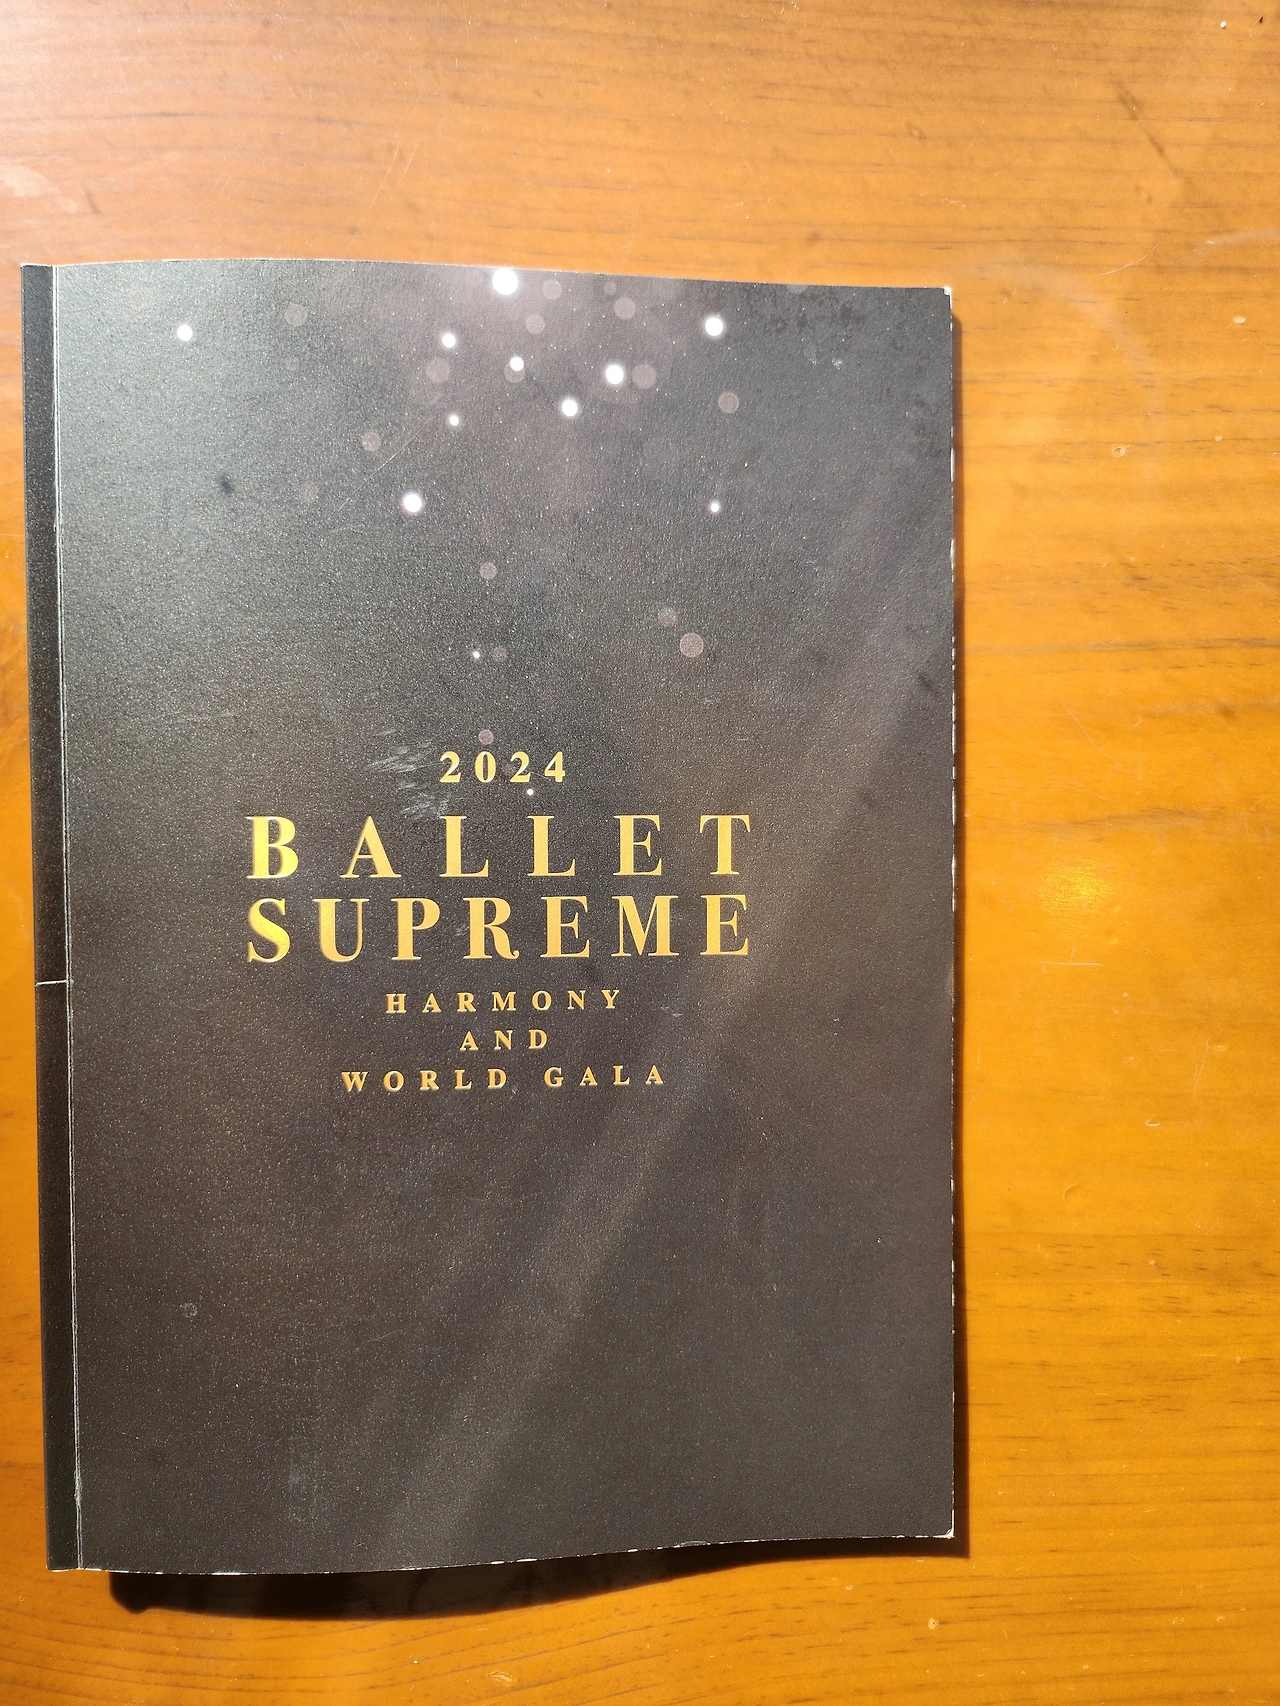 2024
BALLET
SUPREME
HARMONY
AND
WORLD GALA